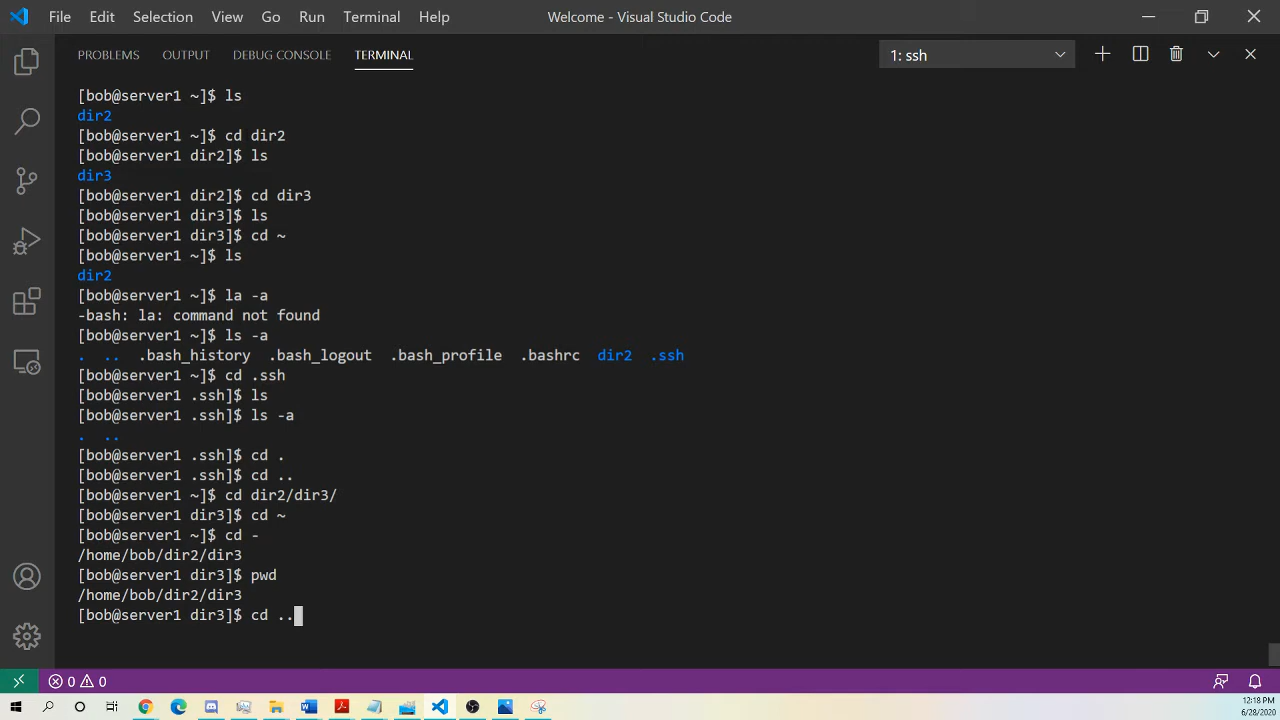 File Edit Selection View Go Run Terminal Help Welcome - Visual Studio Code
PROBLEMS OUTPUT DEBUG CONSOLE TERMINAL 1: ssh
[bob@server1 ~]$ ls
dir2
[bob@server1 ~]$ cd dir2
[bob@server1 dir2]$ ls
dir3
[bob@server1 dir2]$ cd dir3
[bob@server1 dir3]$ ls
[bob@server1 dir3]$ cd ~
[bob@server1 ~]$ ls
dir2
[bob@server1 ~]$ la -a
-bash: la: command not found
[bob@server1 ~]$ ls -a
. .. .bash_history .bash_logout .bash_profile .bashrc dir2 .ssh
[bob@server1 ~]$ cd .ssh
[bob@server1 .ssh]$ ls
[bob@server1 .ssh]$ ls -a
. ..
[bob@server1 .ssh]$ cd .
[bob@server1 .ssh]$ cd ..
[bob@server1 ~]$ cd dir2/dir3/
[bob@server1 dir3]$ cd ~
[bob@server1 ~]$ cd -
/home/bob/dir2/dir3
[bob@server1 dir3]$ pwd
/home/bob/dir2/dir3
[bob@server1 dir3]$ cd ..
0 0
12:18 PM
6/28/2020